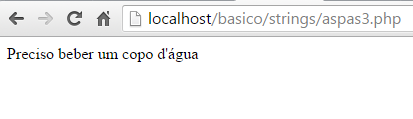 localhost/basico/strings/aspas3.php
Preciso beber um copo d'água